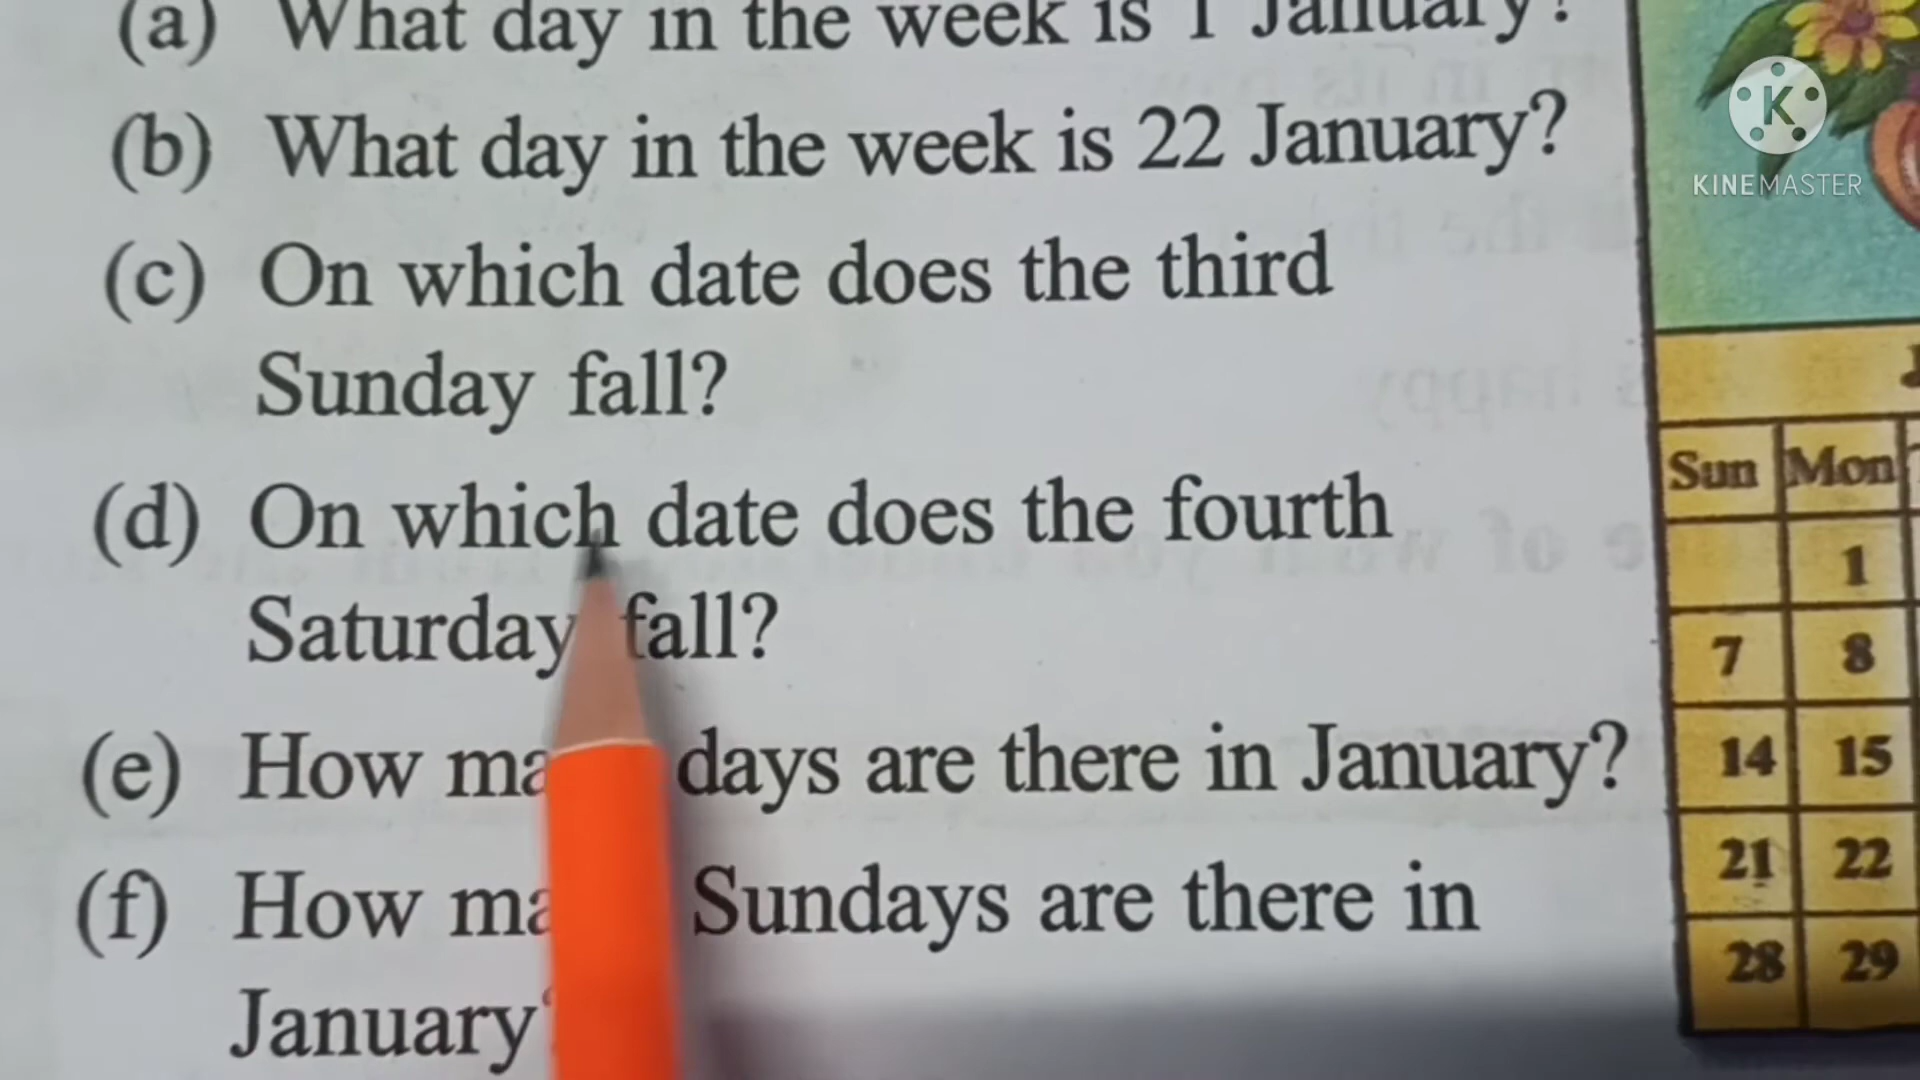 (a) What day in the week is 1 January?
(b) What day in the week is 22 January?
(c) On which date does the third
Sunday fall?
(d) On which date does the fourth
Saturday fall?
(e) How days are there in January?
(f) How Sundays are there in
January
KINEMASTER
Sun Mon
1
7 8
14 15
21 22
28 29